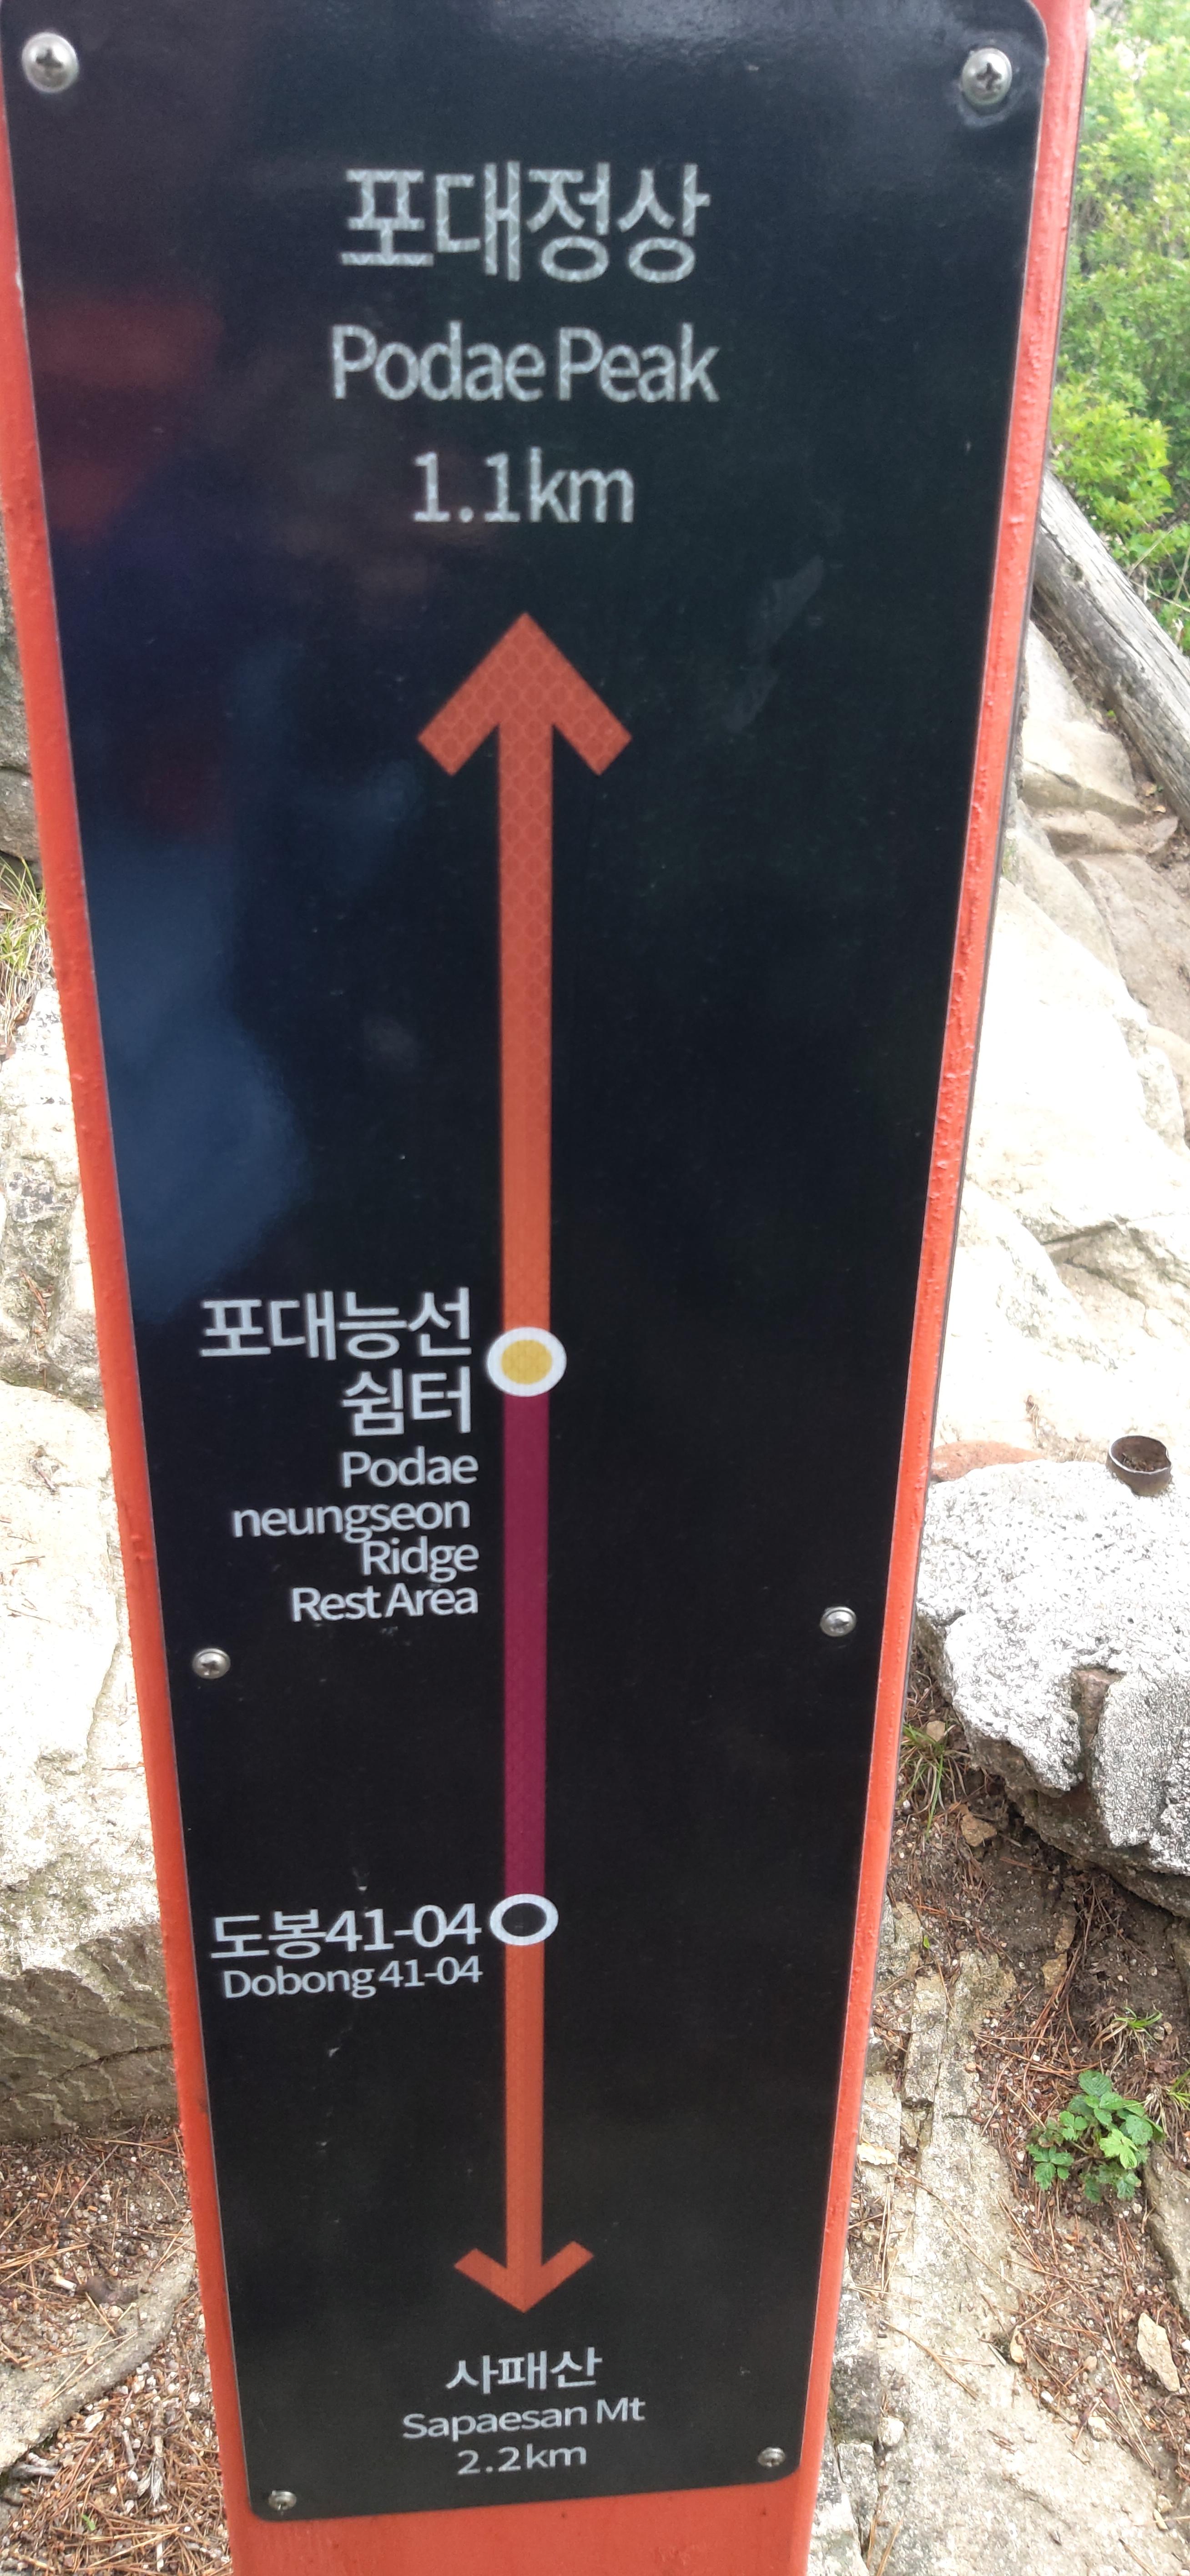 포대정상
Podae Peak
1.1km
포대능선
쉼터
Podae
neungseon
Ridge
Rest Area
도봉41-04
Dobong 41-04
사패산
Sapaesan Mt
2.2km